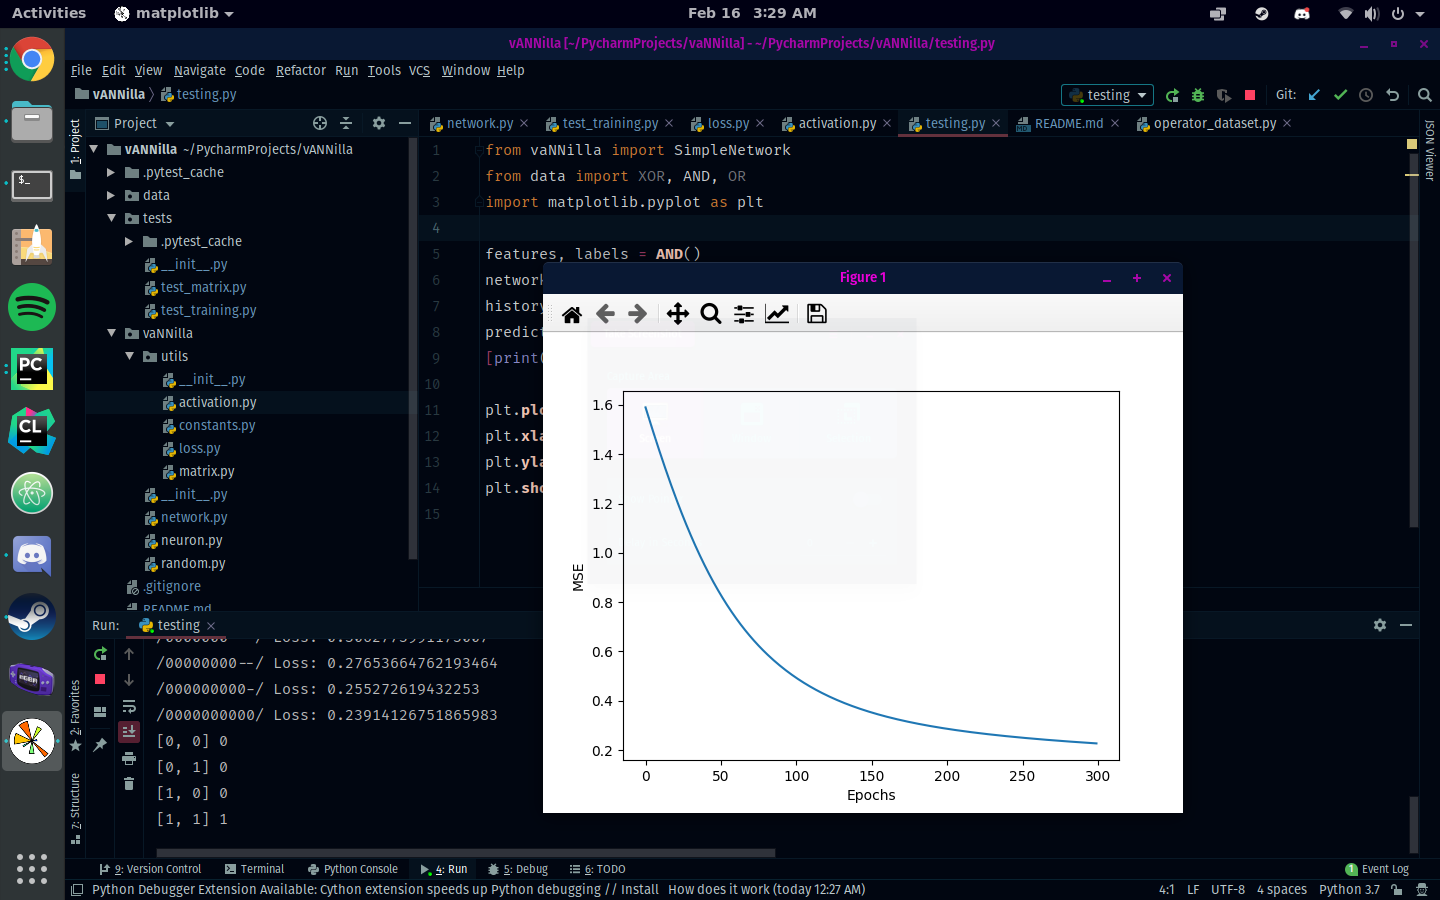 Activities
matplotlib
Feb 16 3:29 AM
vANNilla [~/PycharmProjects/vaNNilla] - ~/PycharmProjects/vANNilla/testing.py
File Edit View Navigate Code Refactor Run Tools VCS Window Help
vANNilla
testing.py
testing
Git:
1: Project
Project
network.py
test_training.py
loss.py
activation.py
testing.py
README.md
operator_dataset.py
JSON Viewer
vANNilla ~/PycharmProjects/vANNilla
.pytest_cache
data
tests
.pytest_cache
__init__.py
test_matrix.py
test_training.py
vaNNilla
utils
__init__.py
activation.py
constants.py
loss.py
matrix.py
__init__.py
network.py
neuron.py
random.py
.gitignore
README.md
1 from vaNNilla import SimpleNetwork
2 from data import XOR, AND, OR
3 import matplotlib.pyplot as plt
4
5 features, labels = AND()
6 network
7 history
8 predict
9 [print(
10
11 plt.plo
12 plt.xla
13 plt.yla
14 plt.sho
15
Figure 1
1.6
1.4
1.2
1.0
0.8
0.6
0.4
0.2
MSE
0 50 100 150 200 250 300
Epochs
Run:
testing
/00000000--/ Loss: 0.27653664762193464
/000000000-/ Loss: 0.255272619432253
/0000000000/ Loss: 0.23914126751865983
[0, 0] 0
[0, 1] 0
[1, 0] 0
[1, 1] 1
2: Favorites
7: Structure
9: Version Control
Terminal
Python Console
4: Run
5: Debug
6: TODO
1 Event Log
Python Debugger Extension Available: Cython extension speeds up Python debugging // Install How does it work (today 12:27 AM)
4:1 LF UTF-8 4 spaces Python 3.7
PC
CL
$_